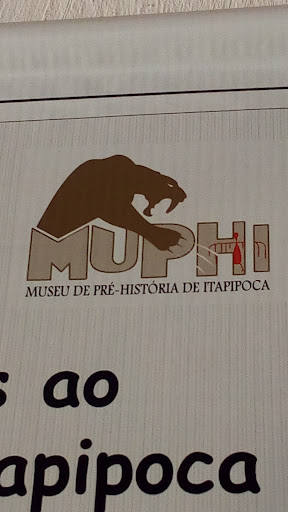 MUPHI
MUSEU DE PRÉ-HISTÓRIA DE ITAPIPOCA
s ao
apipoca